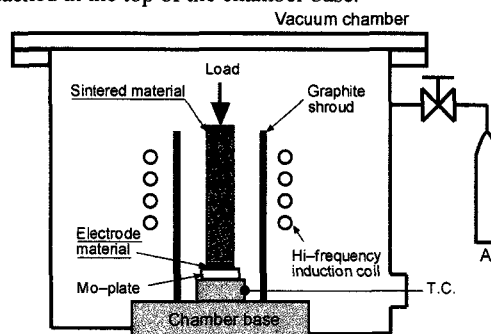 ached in the top of the chamber base.
Vacuum chamber
Load
Sintered material
Graphite
shroud
Electrode
material
Mo-plate
Hi-frequency
induction coil
T.C.
Chamber base
A